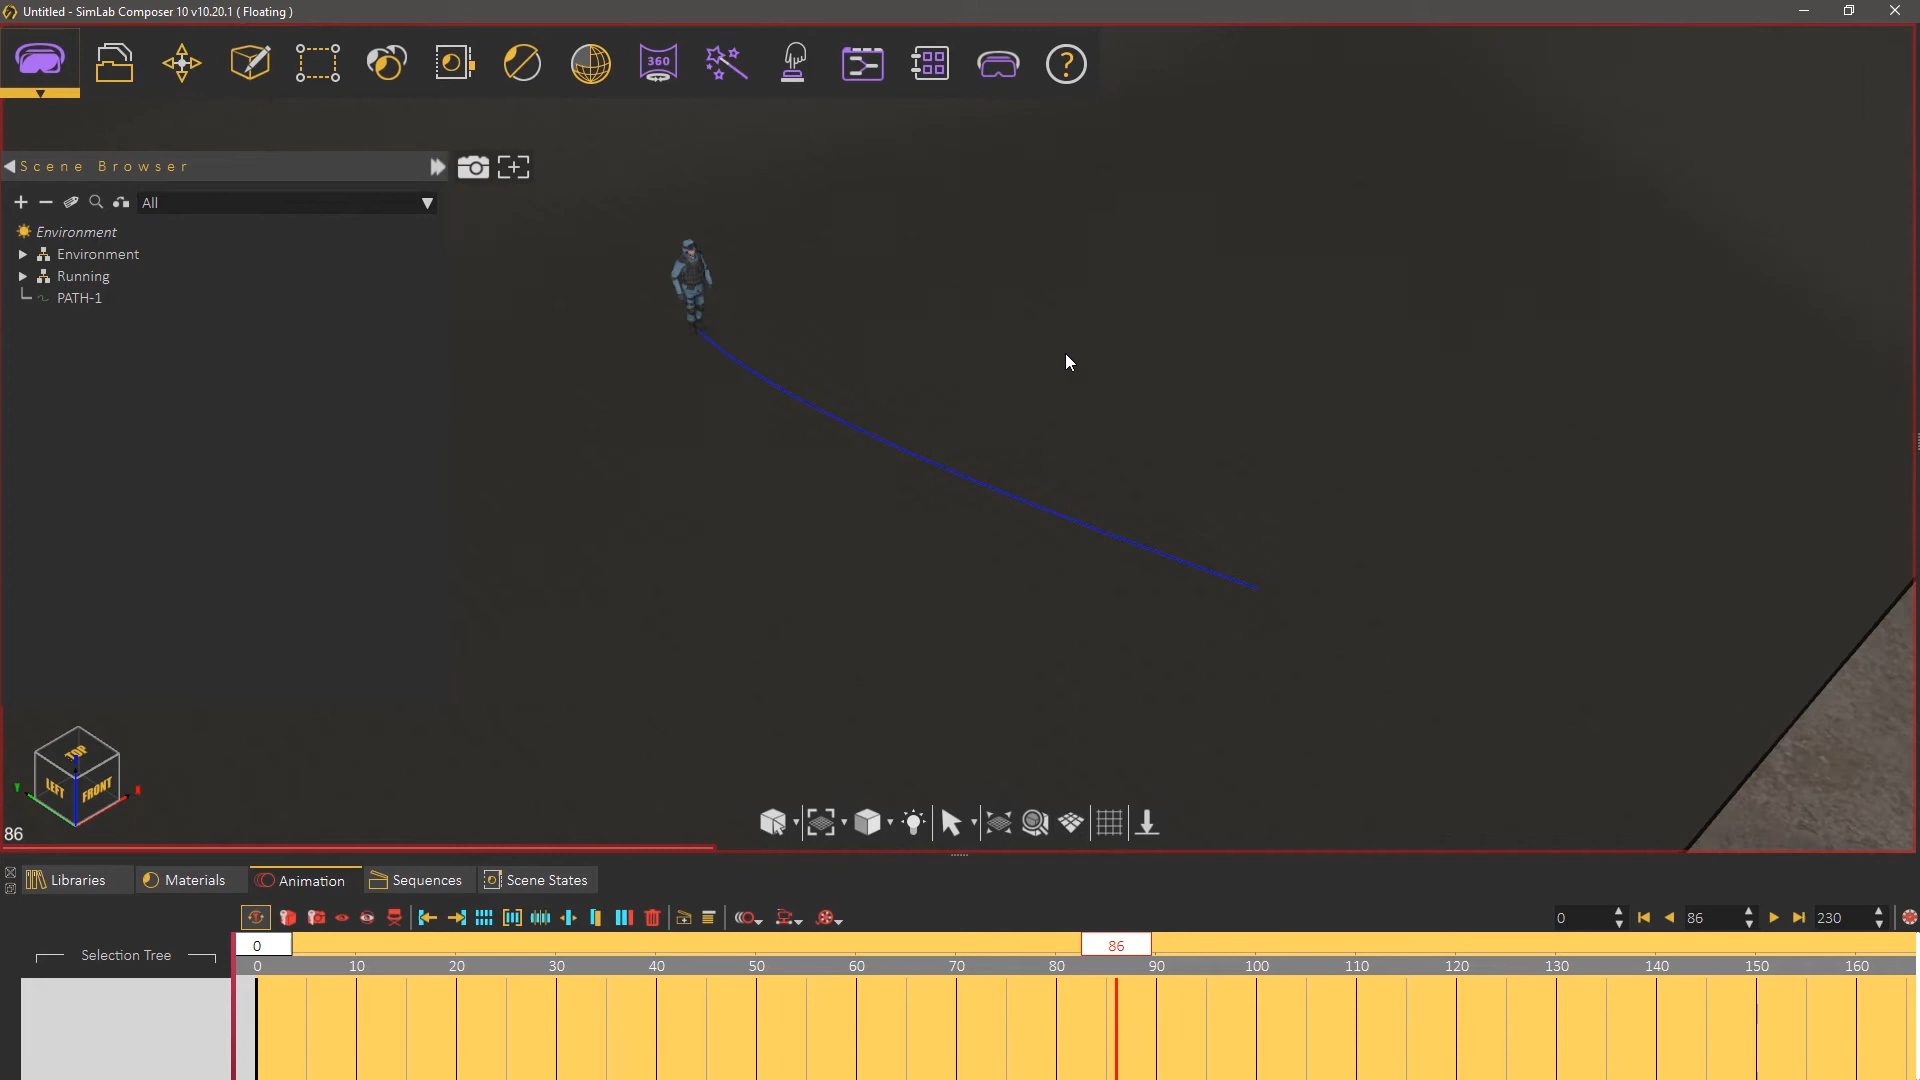 Untitled - SimLab Composer 10 v10.20.1 ( Floating )
360
?
Scene Browser
All
Environment
Environment
Running
PATH-1
TOP
LEFT
FRONT
Y
X
86
Libraries
Materials
Animation
Sequences
Scene States
0
86
230
0
86
Selection Tree
0 10 20 30 40 50 60 70 80 90 100 110 120 130 140 150 160